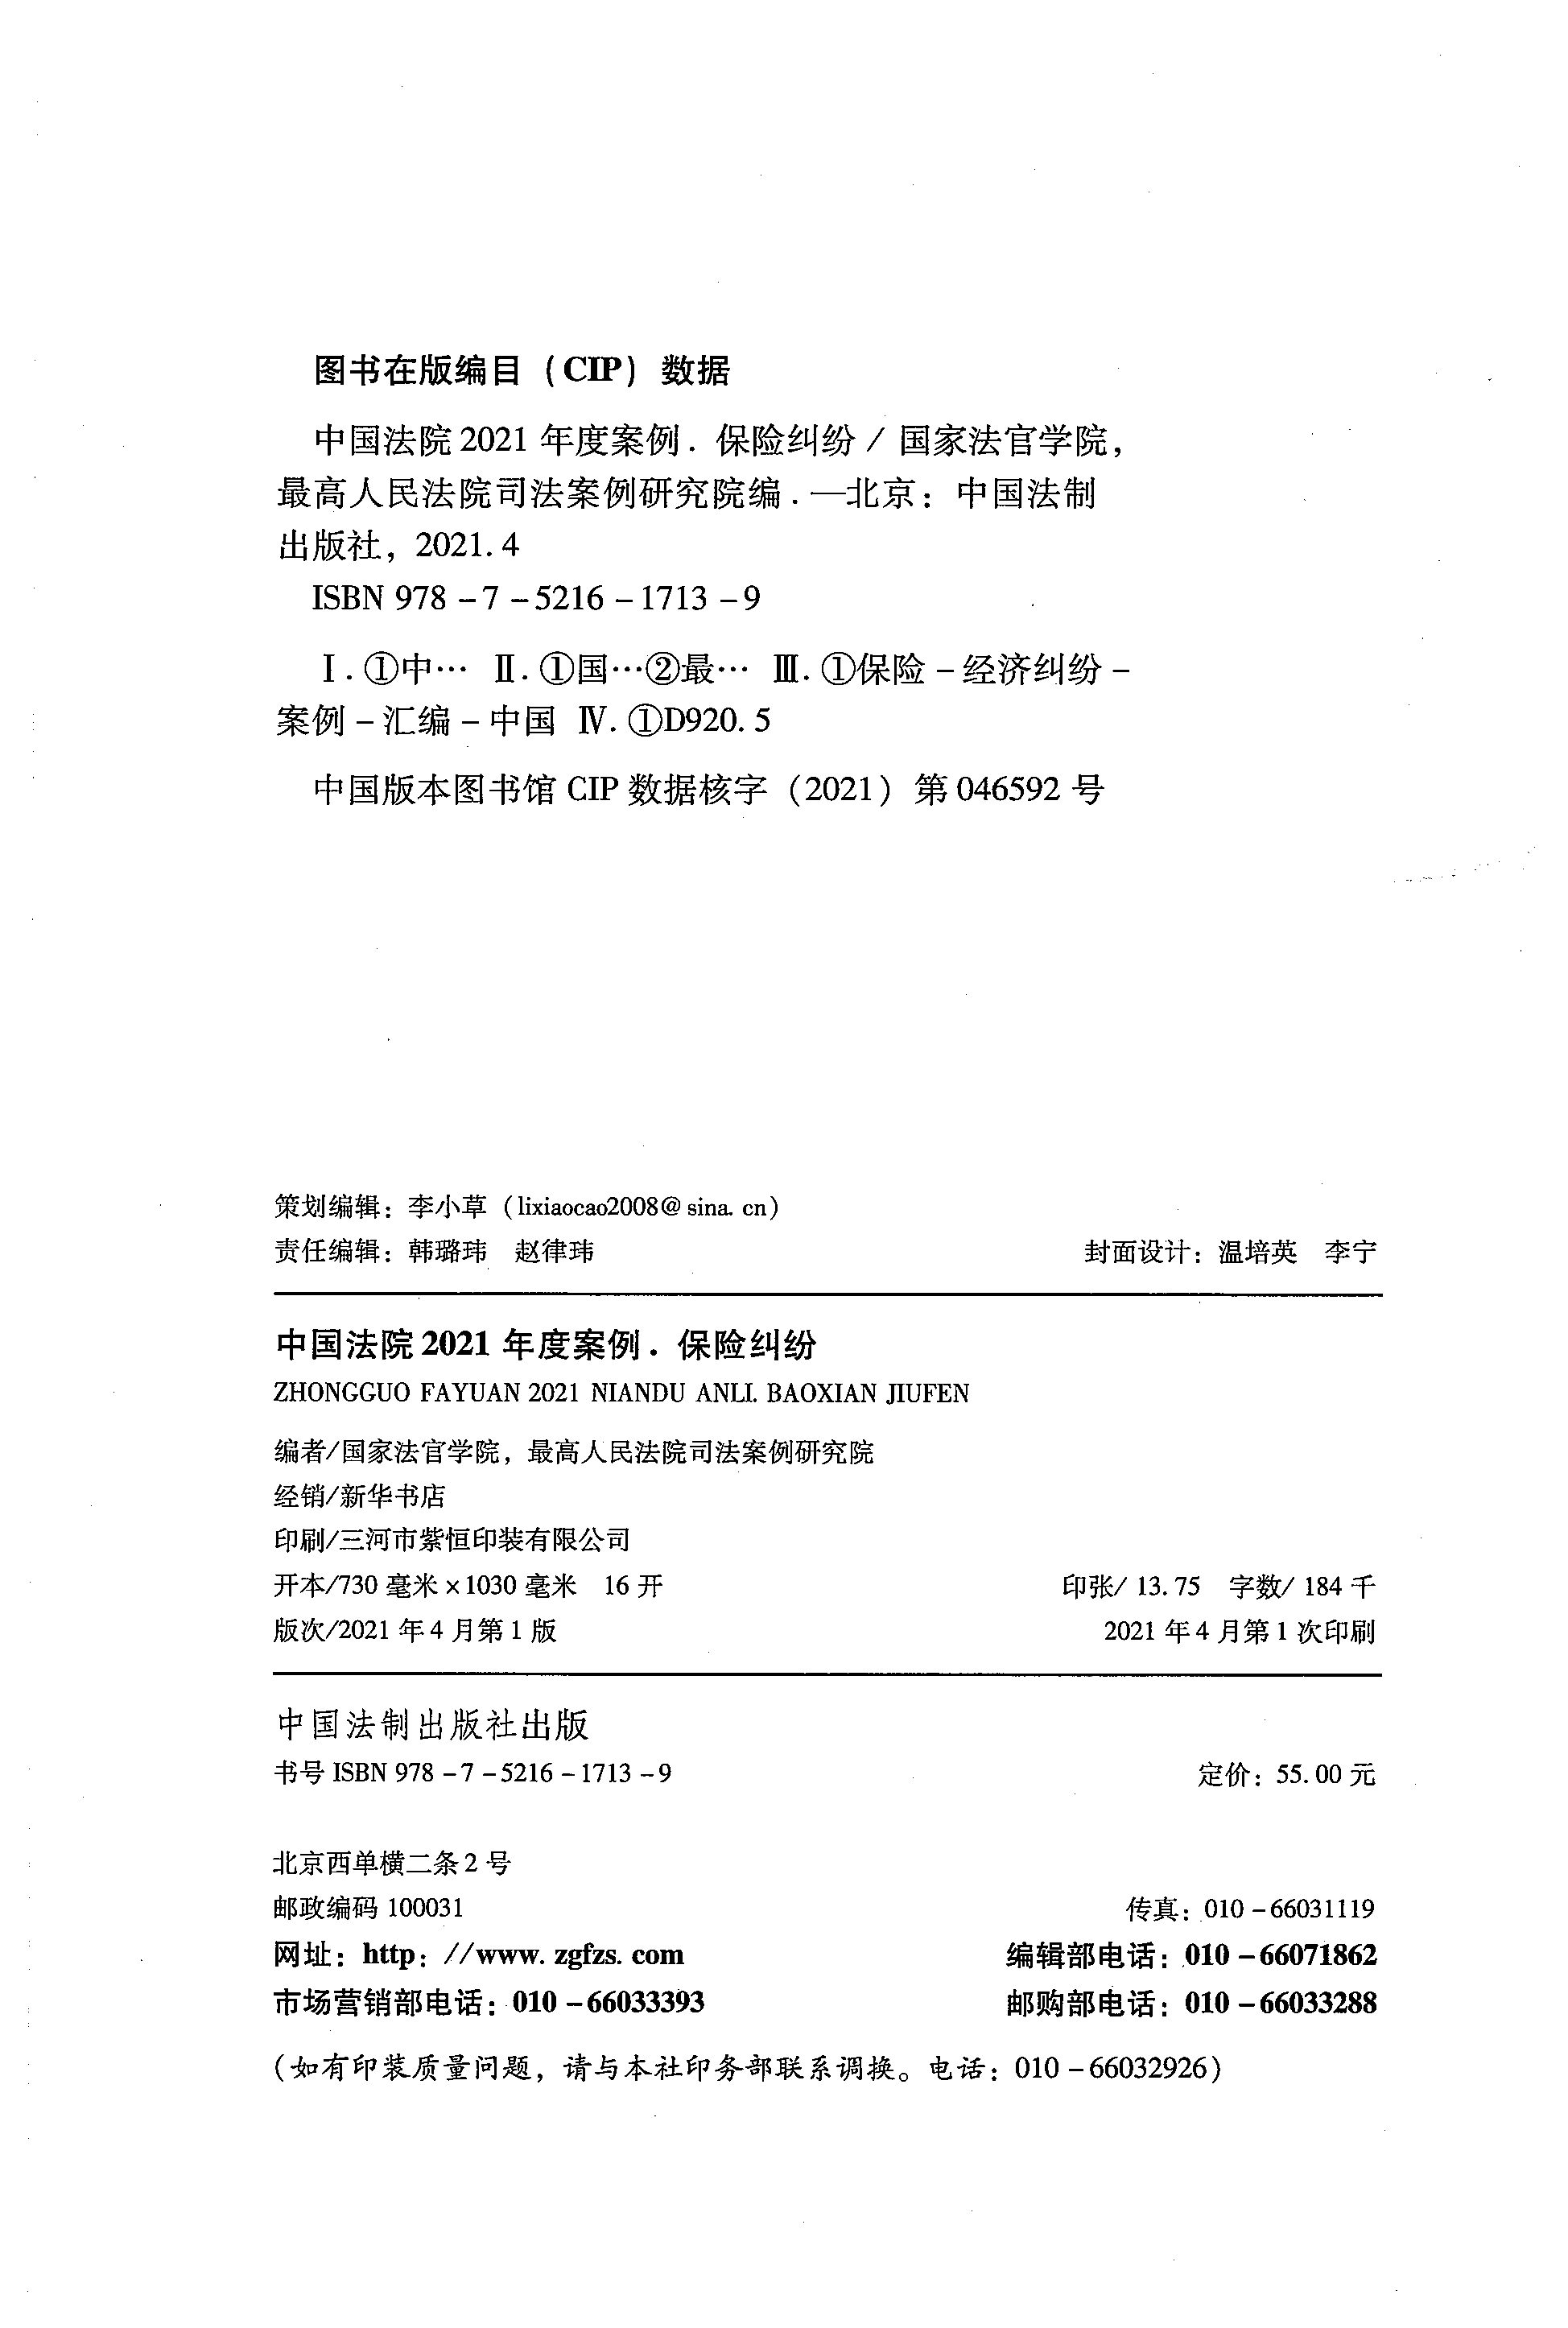 图书在版编目（CIP）数据
中国法院2021年度案例．保险纠纷／国家法官学院，
最高人民法院司法案例研究院编．—北京：中国法制
出版社，2021.4
ISBN 978-7-5216-1713-9
Ⅰ.①中… Ⅱ.①国…②最… Ⅲ.①保险-经济纠纷-
案例-汇编-中国 Ⅳ.①D920.5
中国版本图书馆CIP数据核字（2021）第046592号
策划编辑：李小草（lixiaocao2008@sina.cn）
责任编辑：韩璐玮 赵律玮 封面设计：温培英 李宁
中国法院2021年度案例．保险纠纷
ZHONGGUO FAYUAN 2021 NIANDU ANLI. BAOXIAN JIUFEN
编者/国家法官学院，最高人民法院司法案例研究院
经销/新华书店
印刷/三河市紫恒印装有限公司
开本/730毫米×1030毫米 16开 印张/13.75 字数/184千
版次/2021年4月第1版 2021年4月第1次印刷
中国法制出版社出版
书号ISBN 978-7-5216-1713-9 定价：55.00元
北京西单横二条2号
邮政编码100031 传真：010-66031119
网址：http：//www.zgfzs.com 编辑部电话：010-66071862
市场营销部电话：010-66033393 邮购部电话：010-66033288
（如有印装质量问题，请与本社印务部联系调换。电话：010-66032926）